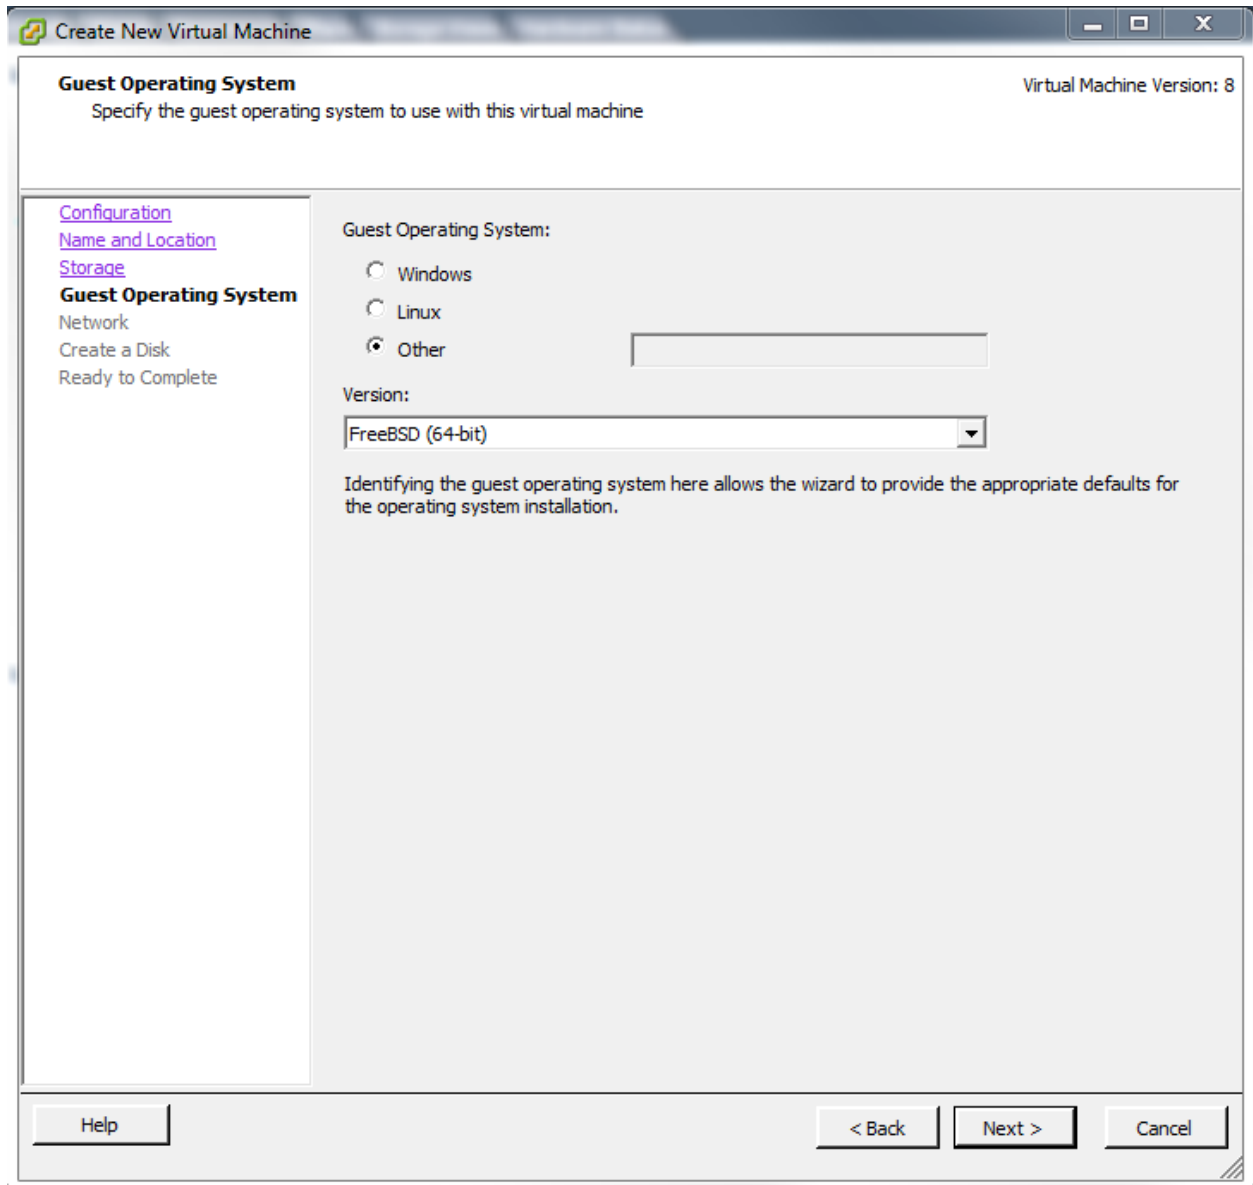 Create New Virtual Machine
Guest Operating System
Virtual Machine Version: 8
Specify the guest operating system to use with this virtual machine
Configuration
Name and Location
Storage
Guest Operating System
Network
Create a Disk
Ready to Complete
Guest Operating System:
Windows
Linux
Other
Version:
FreeBSD (64-bit)
Identifying the guest operating system here allows the wizard to provide the appropriate defaults for
the operating system installation.
Help
< Back
Next >
Cancel